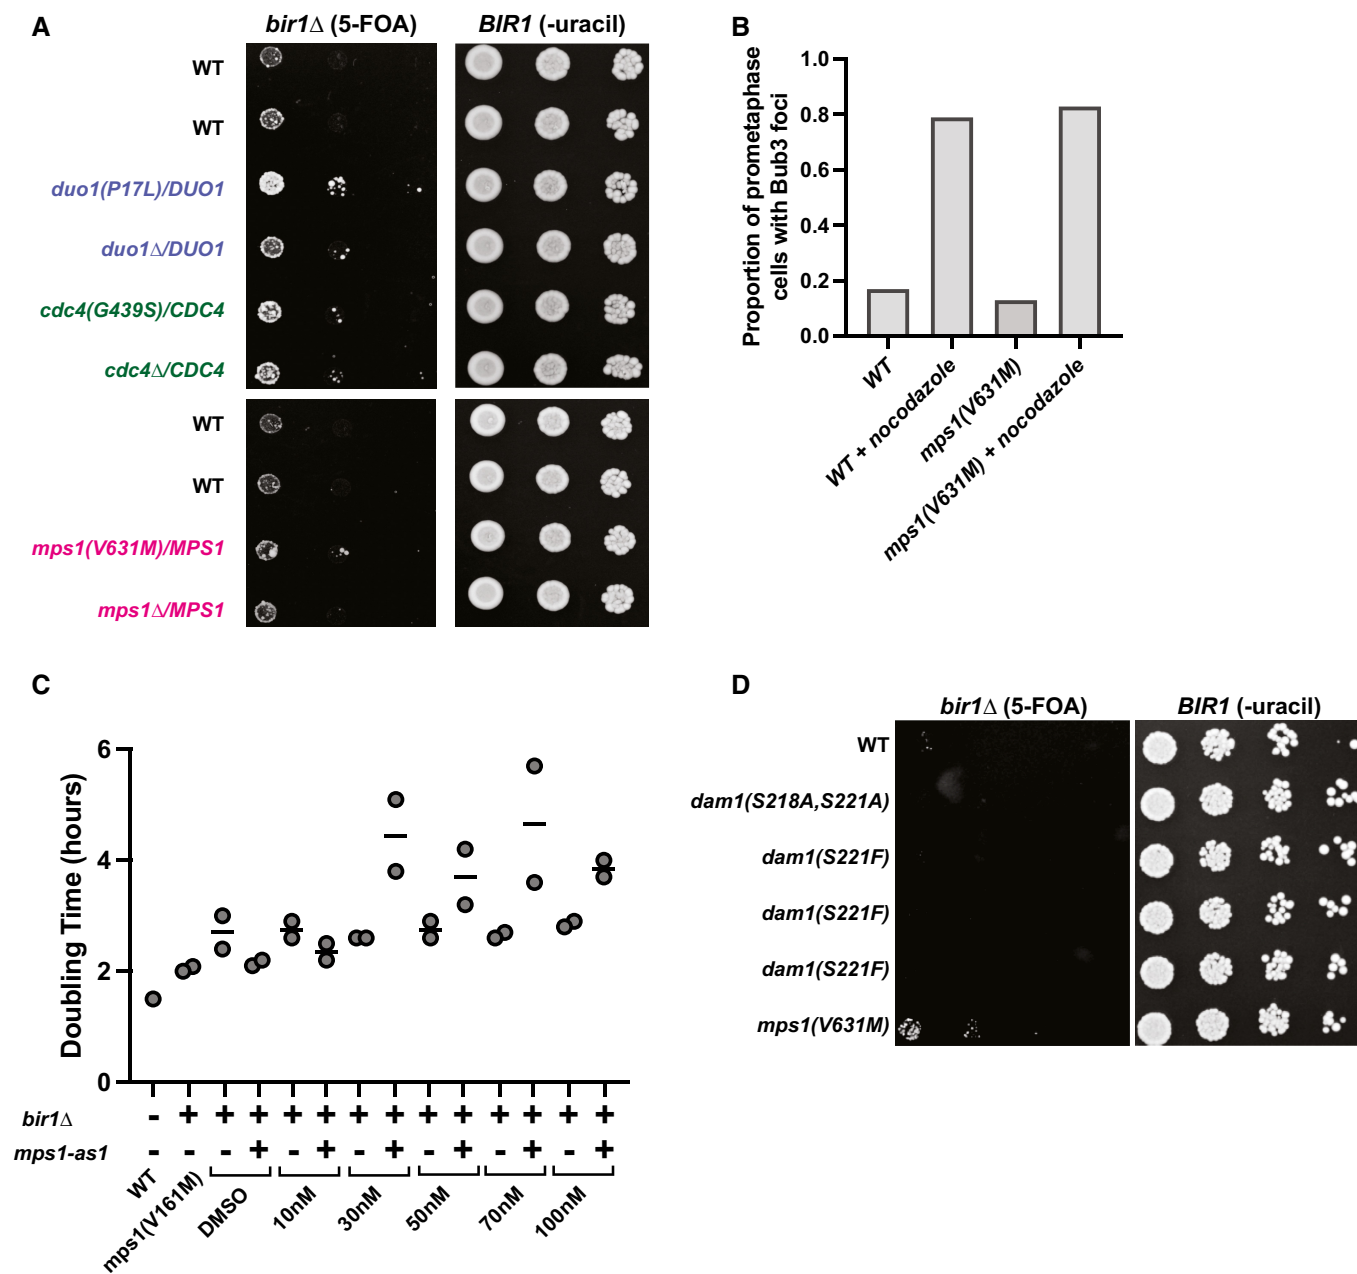 A
bir1Δ (5-FOA)
BIR1 (-uracil)
WT
WT
duo1(P17L)/DUO1
duo1Δ/DUO1
cdc4(G439S)/CDC4
cdc4Δ/CDC4
WT
WT
mps1(V631M)/MPS1
mps1Δ/MPS1
B
Proportion of prometaphase
cells with Bub3 foci
1.0
0.8
0.6
0.4
0.2
0.0
WT
WT + nocodazole
mps1(V631M)
mps1(V631M) + nocodazole
C
Doubling Time (hours)
6
4
2
0
bir1Δ - + + + + + + + + + + + + +
mps1-as1 - - - + - + - + - + - + - +
WT
mps1(V161M)
DMSO
10nM
30nM
50nM
70nM
100nM
D
bir1Δ (5-FOA)
BIR1 (-uracil)
WT
dam1(S218A,S221A)
dam1(S221F)
dam1(S221F)
dam1(S221F)
mps1(V631M)